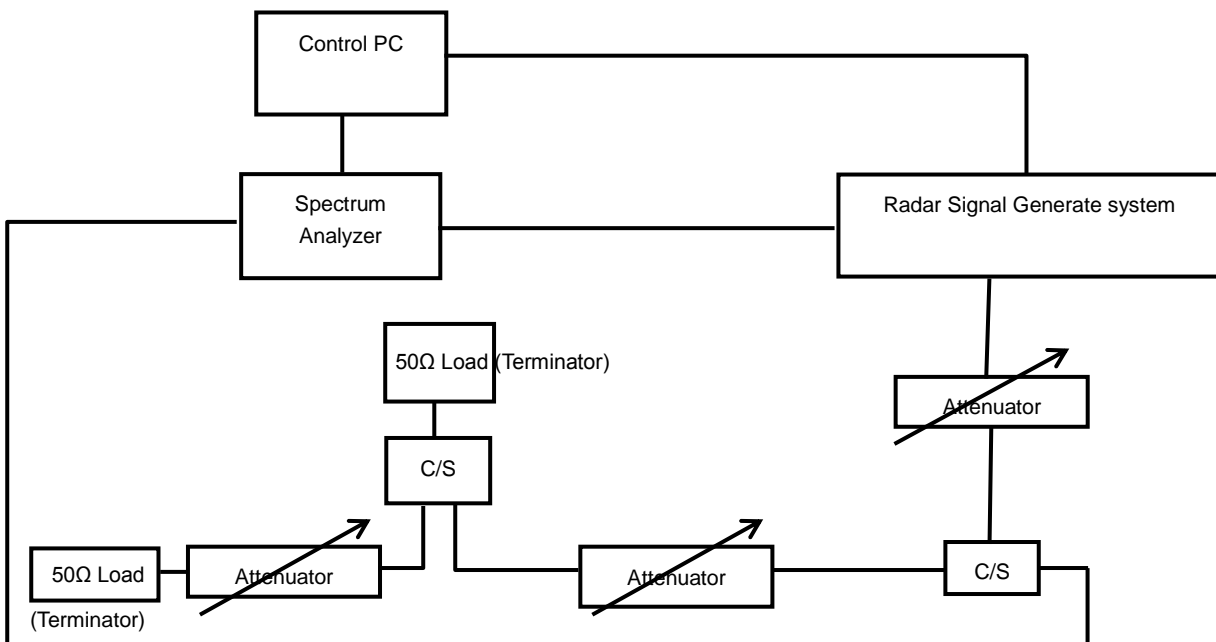 Control PC
Spectrum
Analyzer
Radar Signal Generate system
50Ω Load (Terminator)
Attenuator
C/S
50Ω Load
(Terminator)
Attenuator
Attenuator
C/S